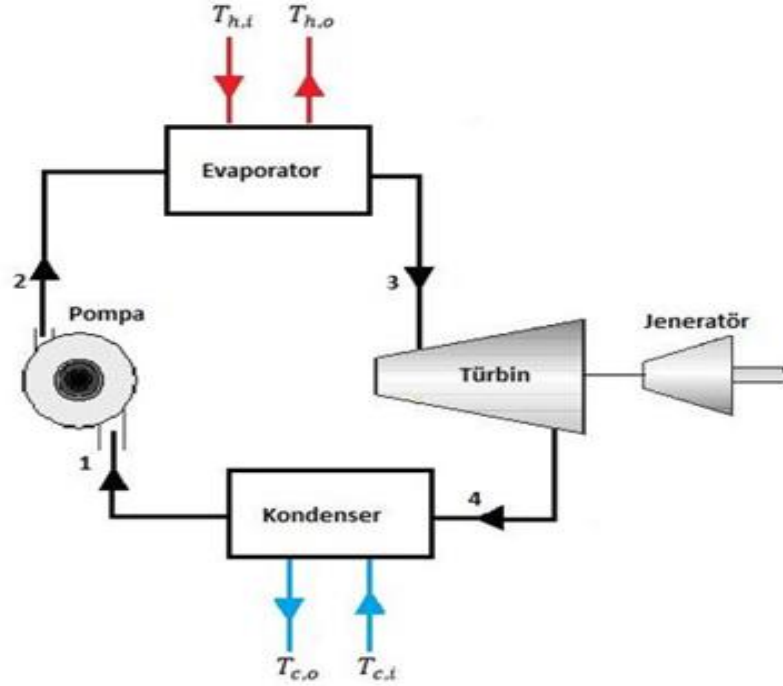 T_{h,i} T_{h,o}
Evaporator
2
3
Pompa
Jeneratör
Türbin
1
4
Kondenser
T_{c,o} T_{c,i}